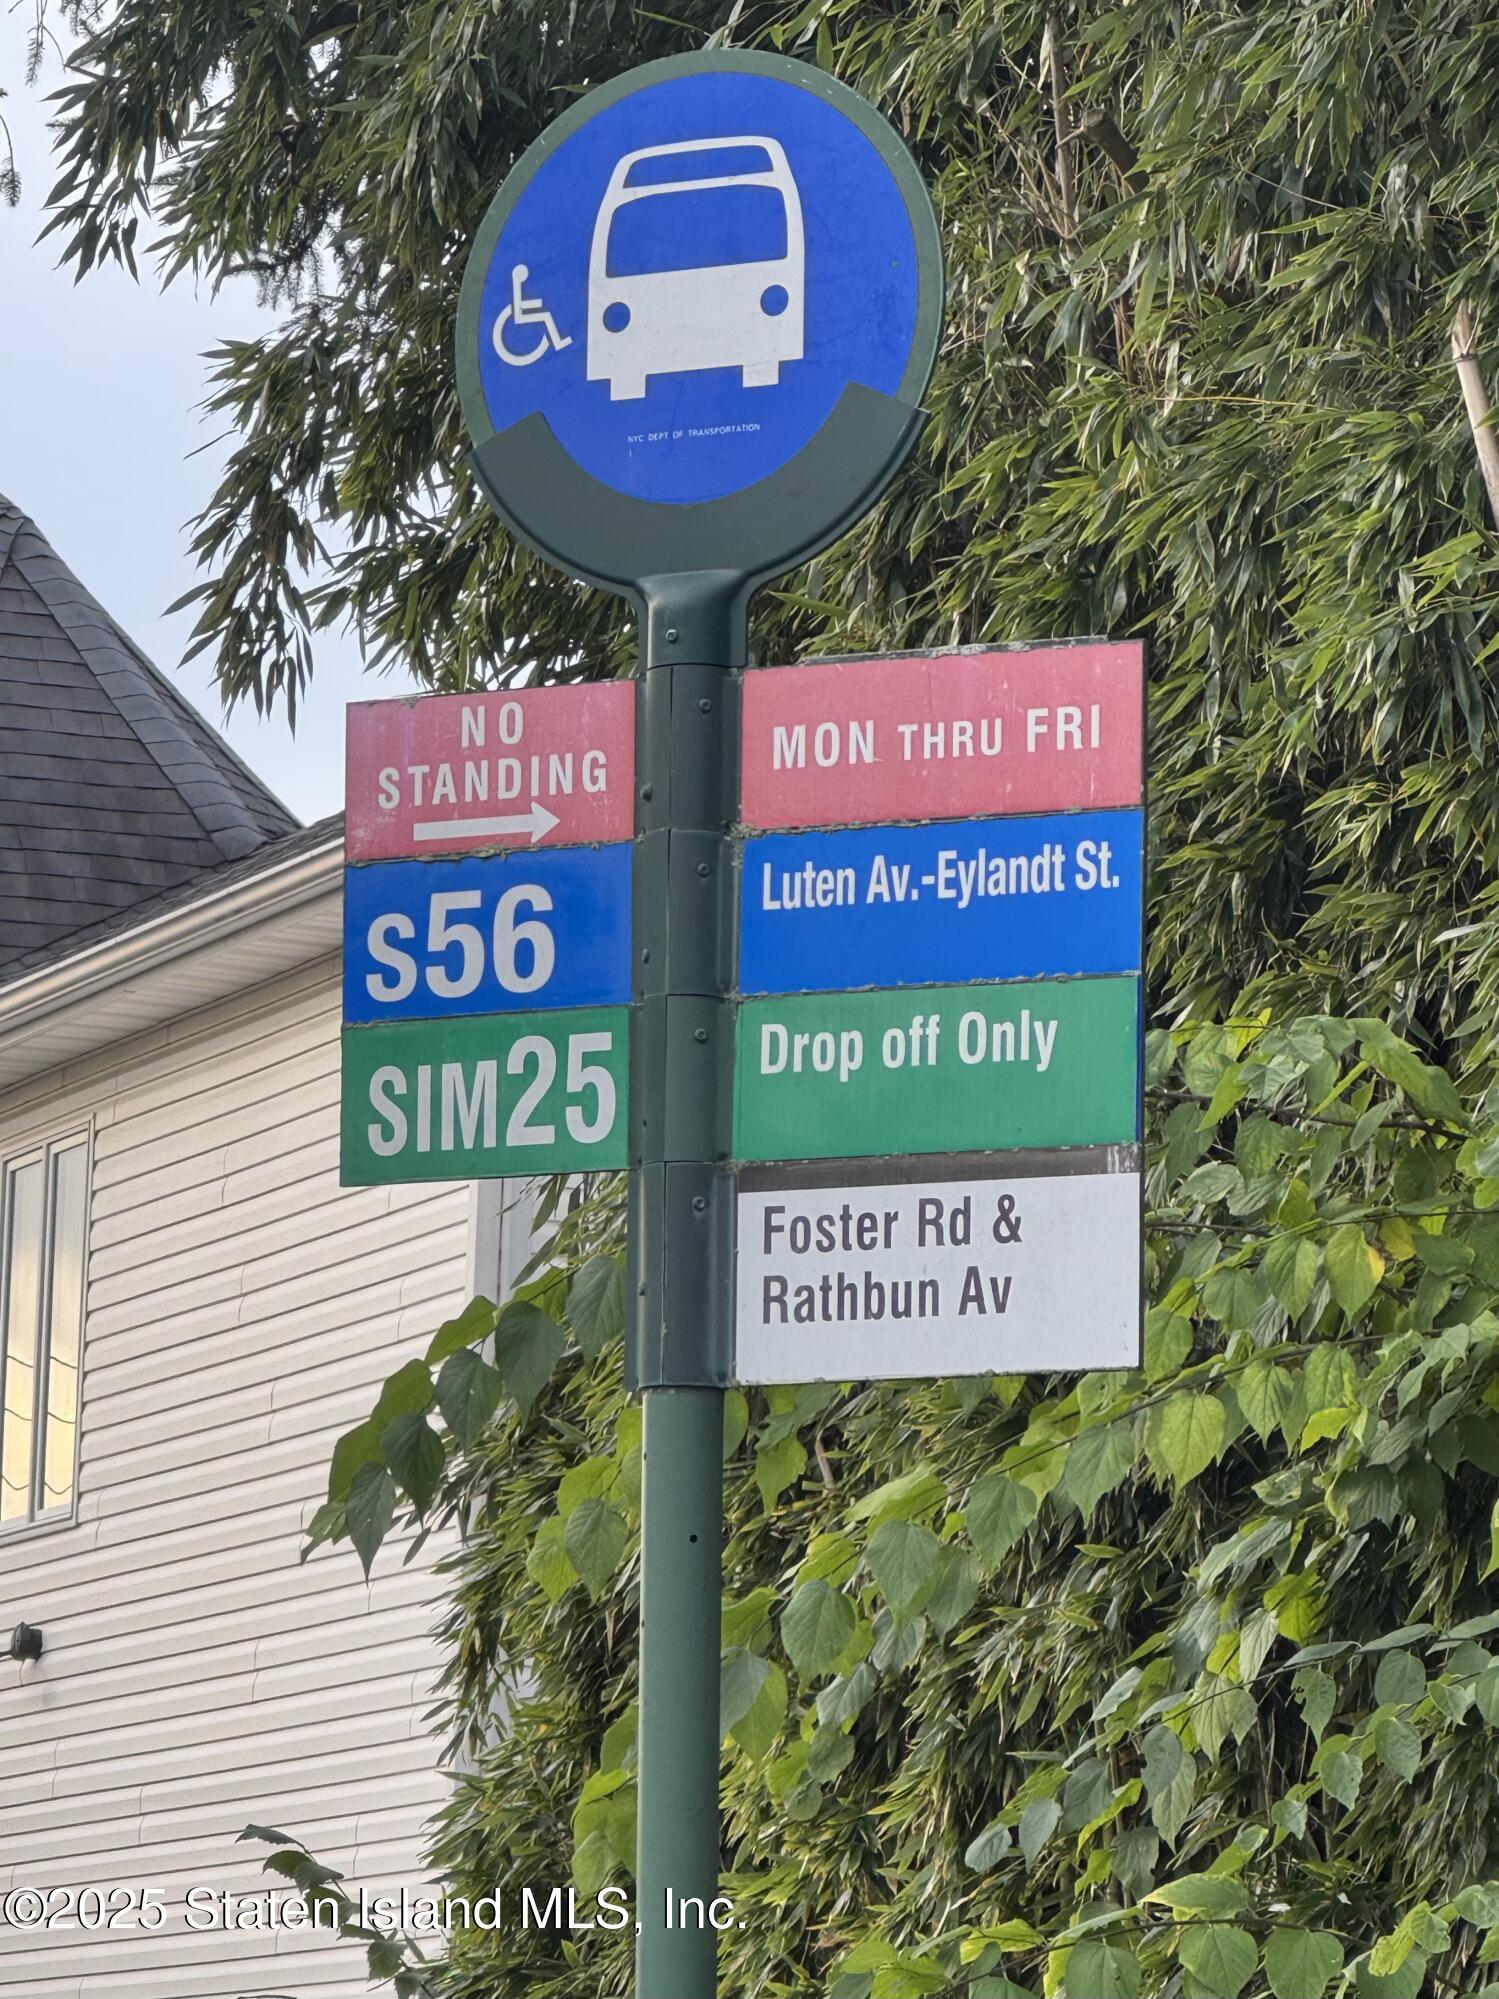 NYC DEPT OF TRANSPORTATION
NO
STANDING
MON THRU FRI
S56
Luten Av.-Eylandt St.
SIM25
Drop off Only
Foster Rd &
Rathbun Av
©2025 Staten Island MLS, Inc.